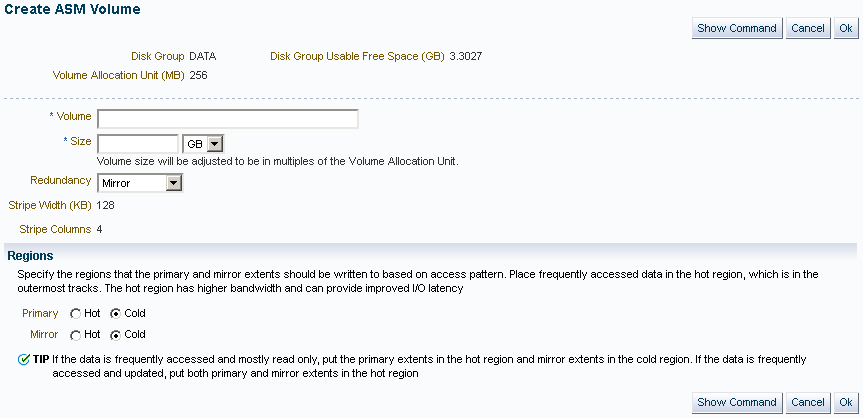 Create ASM Volume
Show Command Cancel Ok
Disk Group DATA Disk Group Usable Free Space (GB) 3.3027
Volume Allocation Unit (MB) 256
* Volume
* Size GB
Volume size will be adjusted to be in multiples of the Volume Allocation Unit.
Redundancy Mirror
Stripe Width (KB) 128
Stripe Columns 4
Regions
Specify the regions that the primary and mirror extents should be written to based on access pattern. Place frequently accessed data in the hot region, which is in the
outermost tracks. The hot region has higher bandwidth and can provide improved I/O latency
Primary Hot Cold
Mirror Hot Cold
TIP If the data is frequently accessed and mostly read only, put the primary extents in the hot region and mirror extents in the cold region. If the data is frequently
accessed and updated, put both primary and mirror extents in the hot region
Show Command Cancel Ok